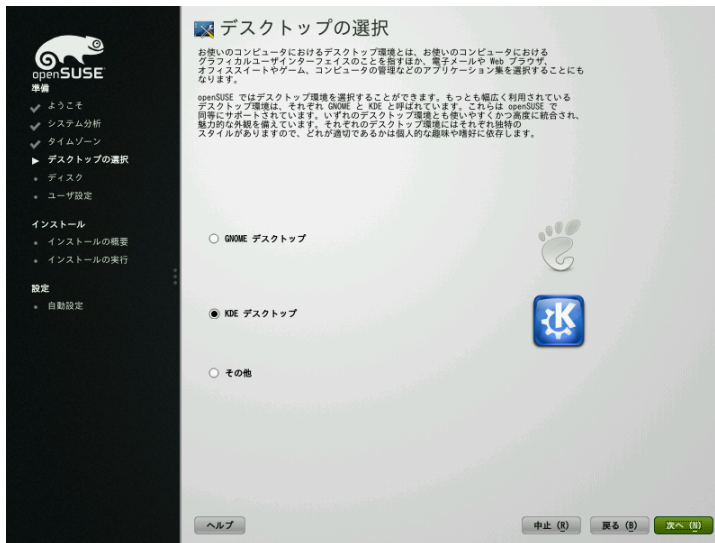 openSUSE
準備
ようこそ
システム分析
タイムゾーン
デスクトップの選択
ディスク
ユーザ設定
インストール
インストールの概要
インストールの実行
設定
自動設定
デスクトップの選択
お使いのコンピュータにおけるデスクトップ環境とは、お使いのコンピュータにおける
グラフィカルユーザインターフェイスのことを指すほか、電子メールや Web ブラウザ、
オフィススイートやゲーム、コンピュータの管理などのアプリケーション集を選択することにも
なります。
openSUSE ではデスクトップ環境を選択することができます。もっとも幅広く利用されている
デスクトップ環境は、それぞれ GNOME と KDE と呼ばれています。これらは openSUSE で
同等にサポートされています。いずれのデスクトップ環境とも使いやすくかつ高度に統合され、
魅力的な外観を備えています。それぞれのデスクトップ環境にはそれぞれ独特の
スタイルがありますので、どれが適切であるかは個人的な趣味や嗜好に依存します。
GNOME デスクトップ
KDE デスクトップ
その他
ヘルプ
中止 (R)
戻る (B)
次へ (N)